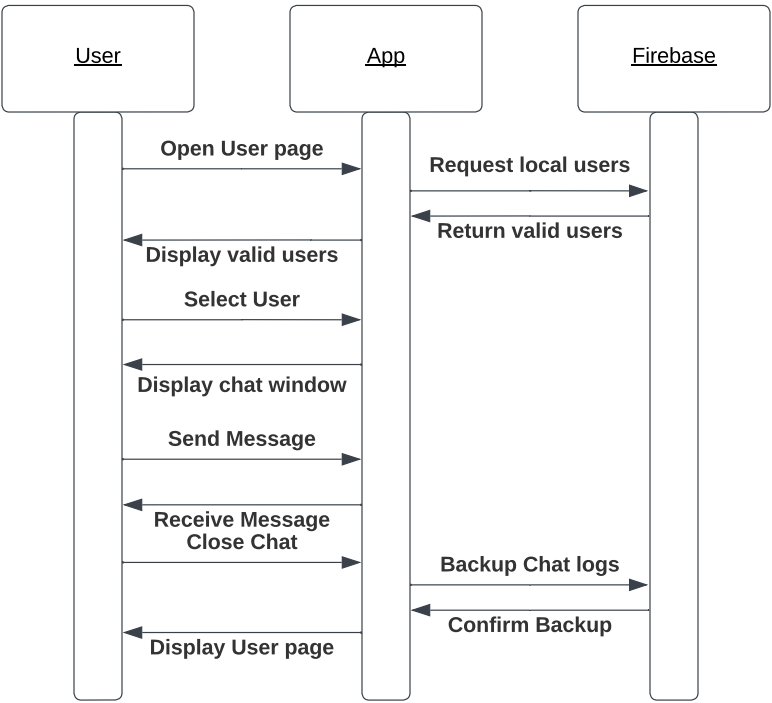 User
App
Firebase
Open User page
Request local users
Return valid users
Display valid users
Select User
Display chat window
Send Message
Receive Message
Close Chat
Backup Chat logs
Confirm Backup
Display User page